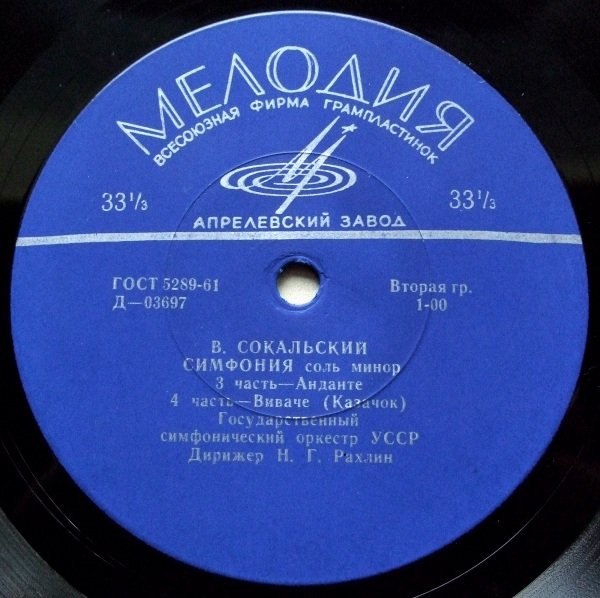 МЕЛОДИЯ
ВСЕСОЮЗНАЯ ФИРМА ГРАМПЛАСТИНОК
33⅓ 33⅓
АПРЕЛЕВСКИЙ ЗАВОД
ГОСТ 5289-61 Вторая гр.
Д—03697 1-00
В. СОКАЛЬСКИЙ
СИМФОНИЯ соль минор
3 часть—Анданте
4 часть—Виваче (Казачок)
Государственный
симфонический оркестр УССР
Дирижер Н. Г. Рахлин